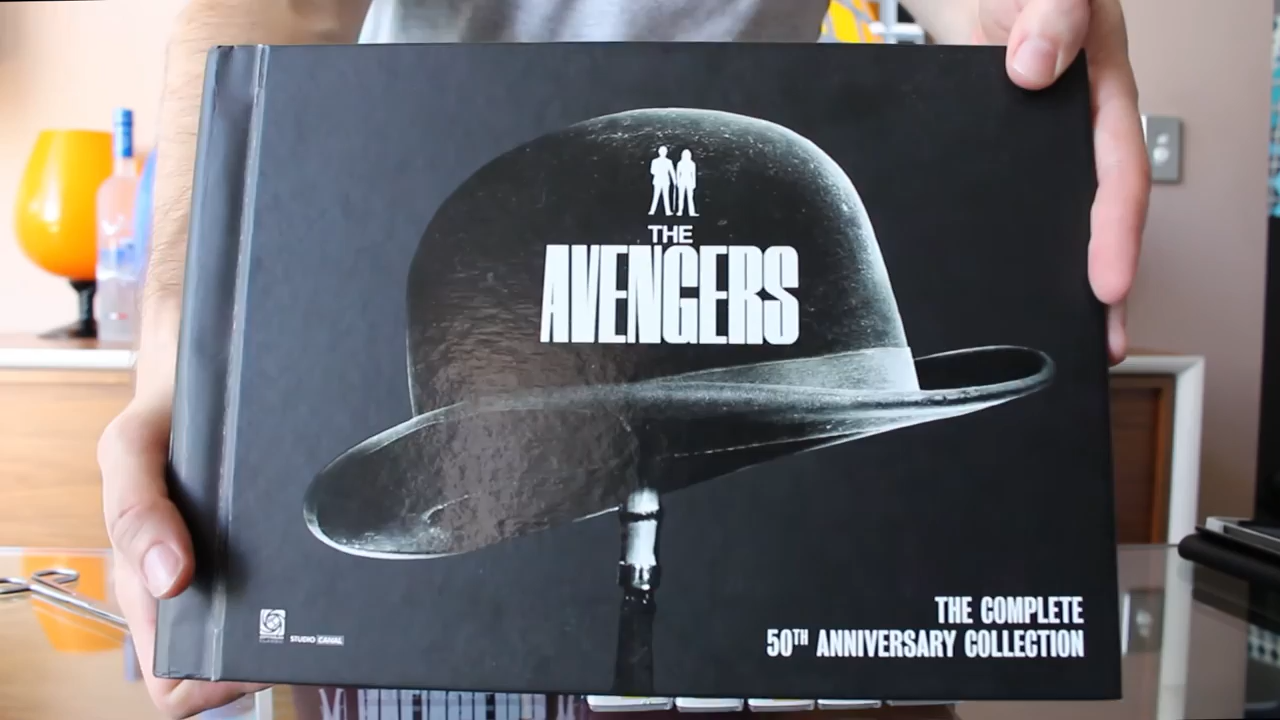 THE
AVENGERS
THE COMPLETE
50TH ANNIVERSARY COLLECTION
STUDIO CANAL